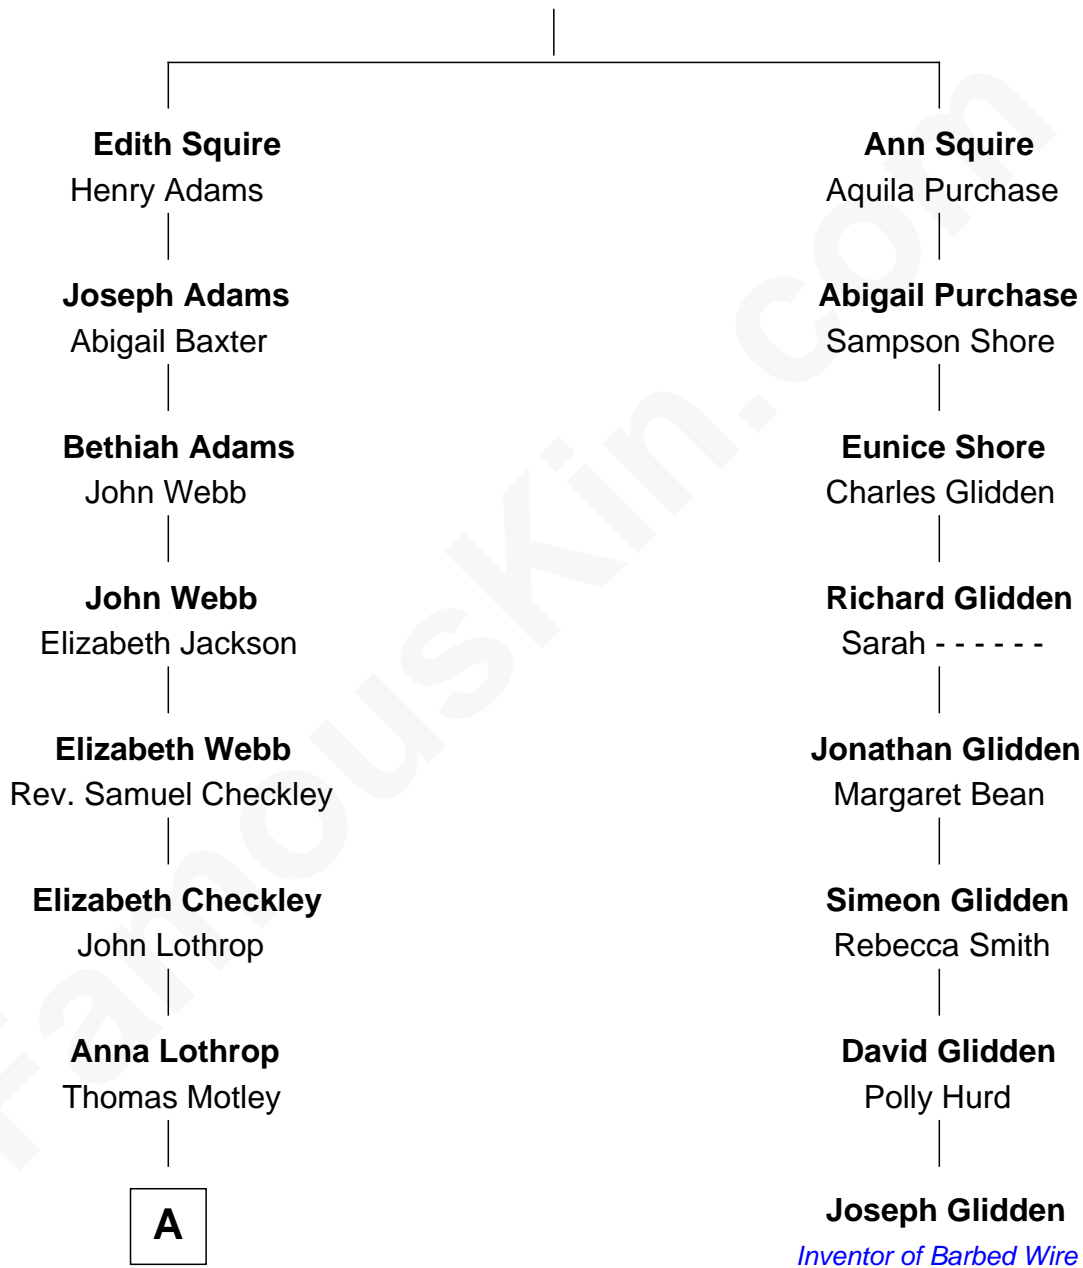 Edith Squire
Henry Adams
Joseph Adams
Abigail Baxter
Bethiah Adams
John Webb
John Webb
Elizabeth Jackson
Elizabeth Webb
Rev. Samuel Checkley
Elizabeth Checkley
John Lothrop
Anna Lothrop
Thomas Motley
A
Ann Squire
Aquila Purchase
Abigail Purchase
Sampson Shore
Eunice Shore
Charles Glidden
Richard Glidden
Sarah - - - - - -
Jonathan Glidden
Margaret Bean
Simeon Glidden
Rebecca Smith
David Glidden
Polly Hurd
Joseph Glidden
Inventor of Barbed Wire
FamousKin.com